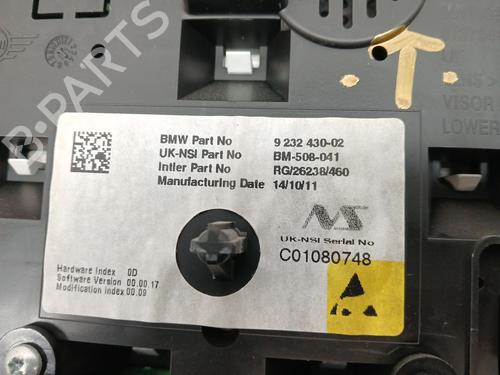 B-PARTS
UK
VISOR
LOWER
BMW Part No 9 232 430-02
UK-NSI Part No BM-508-041
Intier Part No RG/26238/460
Manufacturing Date 14/10/11
UK-NSI Serial No
C01080748
Hardware Index 0D
Software Version 00.00.17
Modification Index 00.09